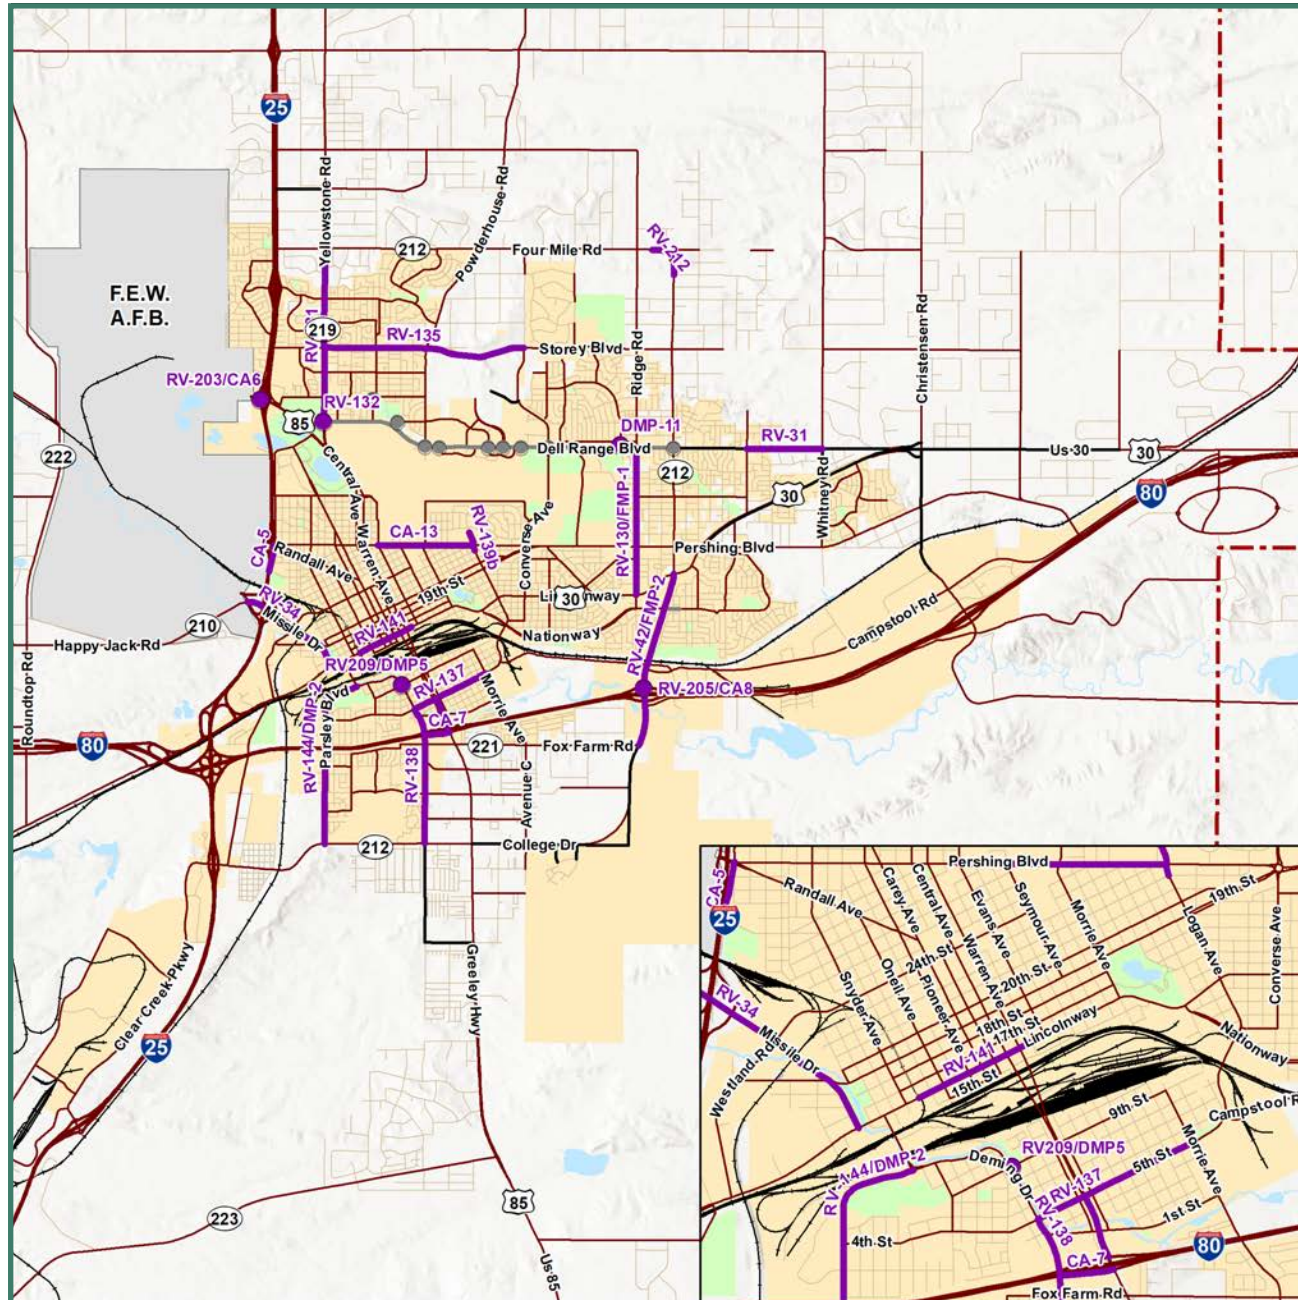 25
Yellowstone Rd
Powderhouse Rd
212
Four Mile Rd
RV-212
F.E.W.
A.F.B.
219
RV-135
Storey Blvd
Ridge Rd
Christensen Rd
RV-203/CA6
RV-132
85
DMP-11
Dell Range Blvd
RV-31
Us 30
30
222
212
80
Central Ave
Warren Ave
30
Whitney Rd
CA-5
Randall Ave
CA-13
RV-139b
Converse Ave
RV-130/FMP-1
Pershing Blvd
19th St
30
RV-34
Missile Dr
210
Happy Jack Rd
RV-141
Nationway
RV-42/FMP-2
Campstool Rd
Roundtop Rd
RV209/DMP5
RV-137
RV-205/CA8
Parsley Blvd
RV-144/DMP-2
Morrie Ave
CA-7
80
221
Fox Farm Rd
RV-138
Avenue C
212
College Dr
Clear Creek Pkwy
25
Greeley Hwy
223
85
Us 85
CA-5
25
Pershing Blvd
Randall Ave
Carey Ave
Central Ave
Evans Ave
Seymour Ave
Morrie Ave
19th St
Logan Ave
Converse Ave
24th St
Warren Ave
20th St
Snyder Ave
Oneil Ave
Pioneer Ave
18th St
17th St
Lincolnway
RV-34
Missile Dr
Westland Rd
RV-141
15th St
Nationway
9th St
Campstool R
RV-144/DMP-2
Deming Dr
RV209/DMP5
5th St
Morrie Ave
RV-137
RV-138
1st St
4th St
CA-7
80
Fox Farm Rd